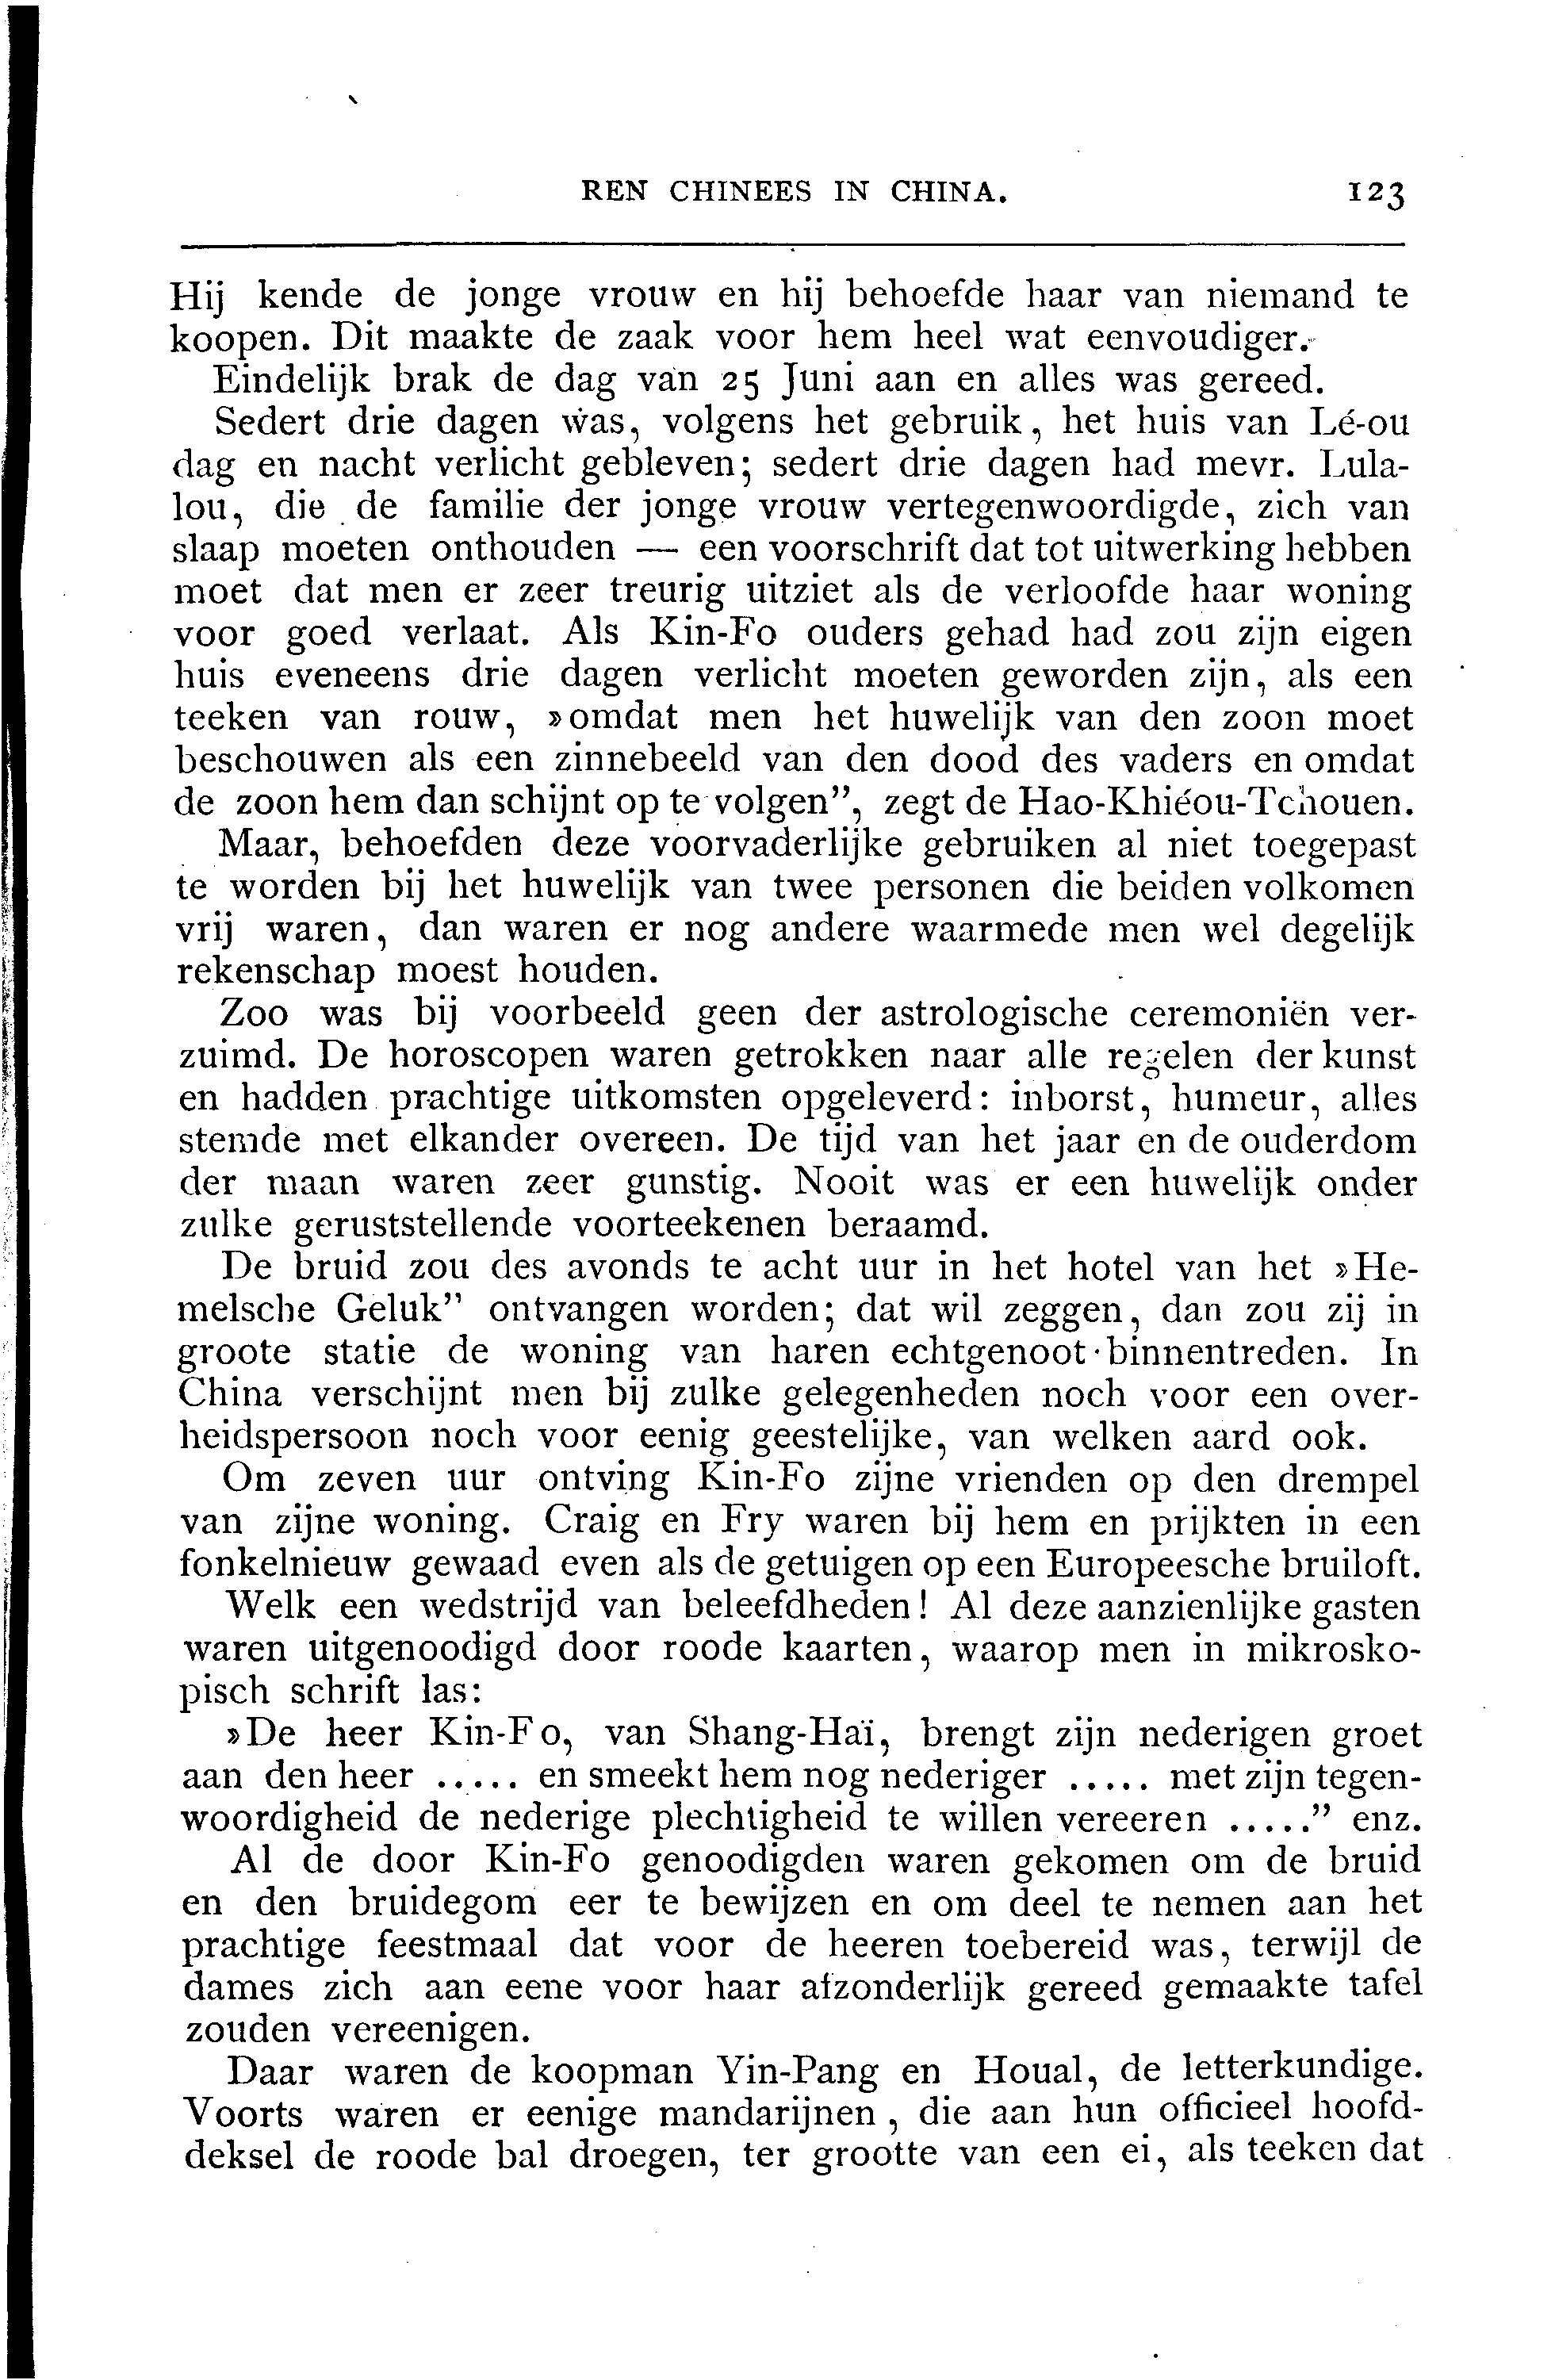 REN CHINEES IN CHINA. 123
Hij kende de jonge vrouw en hij behoefde haar van niemand te
koopen. Dit maakte de zaak voor hem heel wat eenvoudiger.
Eindelijk brak de dag van 25 Juni aan en alles was gereed.
Sedert drie dagen was, volgens het gebruik, het huis van Lé-ou
dag en nacht verlicht gebleven; sedert drie dagen had mevr. Lula-
lou, die de familie der jonge vrouw vertegenwoordigde, zich van
slaap moeten onthouden — een voorschrift dat tot uitwerking hebben
moet dat men er zeer treurig uitziet als de verloofde haar woning
voor goed verlaat. Als Kin-Fo ouders gehad had zou zijn eigen
huis eveneens drie dagen verlicht moeten geworden zijn, als een
teeken van rouw, »omdat men het huwelijk van den zoon moet
beschouwen als een zinnebeeld van den dood des vaders en omdat
de zoon hem dan schijnt op te volgen”, zegt de Hao-Khiéou-Tchouen.
Maar, behoefden deze voorvaderlijke gebruiken al niet toegepast
te worden bij het huwelijk van twee personen die beiden volkomen
vrij waren, dan waren er nog andere waarmede men wel degelijk
rekenschap moest houden.
Zoo was bij voorbeeld geen der astrologische ceremoniën ver-
zuimd. De horoscopen waren getrokken naar alle regelen der kunst
en hadden prachtige uitkomsten opgeleverd: inborst, humeur, alles
stemde met elkander overeen. De tijd van het jaar en de ouderdom
der maan waren zeer gunstig. Nooit was er een huwelijk onder
zulke geruststellende voorteekenen beraamd.
De bruid zou des avonds te acht uur in het hotel van het »He-
melsche Geluk” ontvangen worden; dat wil zeggen, dan zou zij in
groote statie de woning van haren echtgenoot binnentreden. In
China verschijnt men bij zulke gelegenheden noch voor een over-
heidspersoon noch voor eenig geestelijke, van welken aard ook.
Om zeven uur ontving Kin-Fo zijne vrienden op den drempel
van zijne woning. Craig en Fry waren bij hem en prijkten in een
fonkelnieuw gewaad even als de getuigen op een Europeesche bruiloft.
Welk een wedstrijd van beleefdheden! Al deze aanzienlijke gasten
waren uitgenoodigd door roode kaarten, waarop men in mikrosko-
pisch schrift las:
»De heer Kin-Fo, van Shang-Haï, brengt zijn nederigen groet
aan den heer ..... en smeekt hem nog nederiger ..... met zijn tegen-
woordigheid de nederige plechtigheid te willen vereeren .....” enz.
Al de door Kin-Fo genoodigden waren gekomen om de bruid
en den bruidegom eer te bewijzen en om deel te nemen aan het
prachtige feestmaal dat voor de heeren toebereid was, terwijl de
dames zich aan eene voor haar afzonderlijk gereed gemaakte tafel
zouden vereenigen.
Daar waren de koopman Yin-Pang en Houal, de letterkundige.
Voorts waren er eenige mandarijnen, die aan hun officieel hoofd-
deksel de roode bal droegen, ter grootte van een ei, als teeken dat